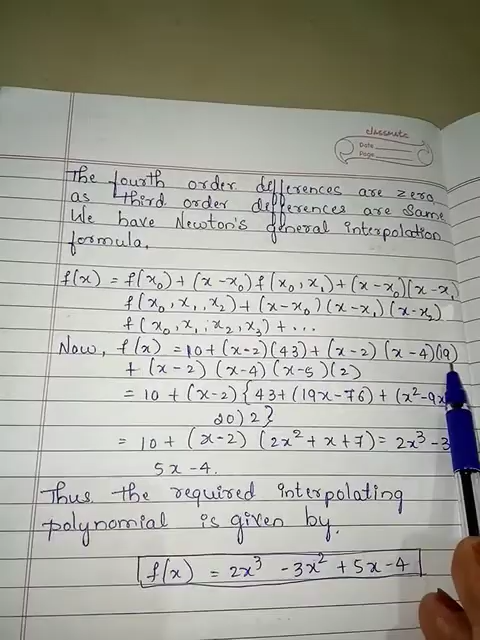 classmate
Date
Page
The fourth order differences are zero,
as third order differences are same
We have Newton's general interpolation
formula,
f(x) = f(x₀) + (x-x₀) f(x₀, x₁) + (x-x₀)(x-x₁
f(x₀, x₁, x₂) + (x-x₀)(x-x₁)(x-x₂)
f(x₀, x₁, x₂, x₃) + ...
Now, f(x) = 10+(x-2)(43)+(x-2)(x-4)(19)
+ (x-2)(x-4)(x-5)(2)
= 10 + (x-2){43+(19x-76)+(x²-9x
20)2}
= 10 + (x-2) (2x²+x+7) = 2x³-3
5x-4.
Thus the required interpolating
polynomial is given by,
f(x) = 2x³ - 3x² + 5x - 4